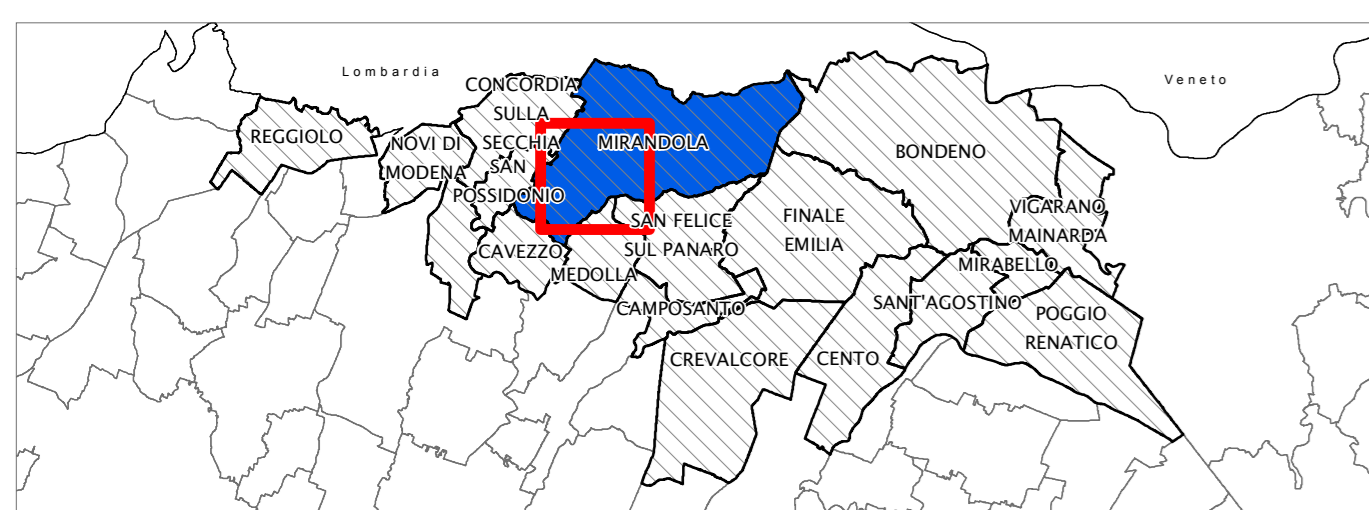 Lombardia
Veneto
CONCORDIA
SULLA
SECCHIA
REGGIOLO
NOVI DI
MODENA
SAN
POSSIDONIO
MIRANDOLA
BONDENO
CAVEZZO
MEDOLLA
SAN FELICE
SUL PANARO
FINALE
EMILIA
VIGARANO
MAINARDA
MIRABELLO
CAMPOSANTO
SANT'AGOSTINO
POGGIO
RENATICO
CREVALCORE
CENTO